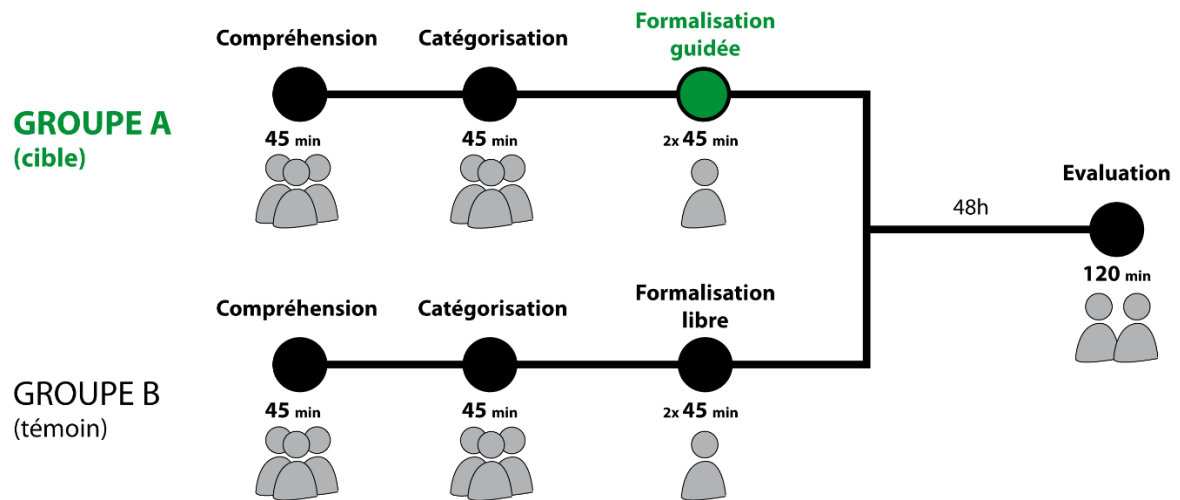 Compréhension
Catégorisation
Formalisation
guidée
GROUPE A
(cible)
45 min
45 min
2x 45 min
Compréhension
Catégorisation
Formalisation
libre
GROUPE B
(témoin)
45 min
45 min
2x 45 min
48h
Evaluation
120 min